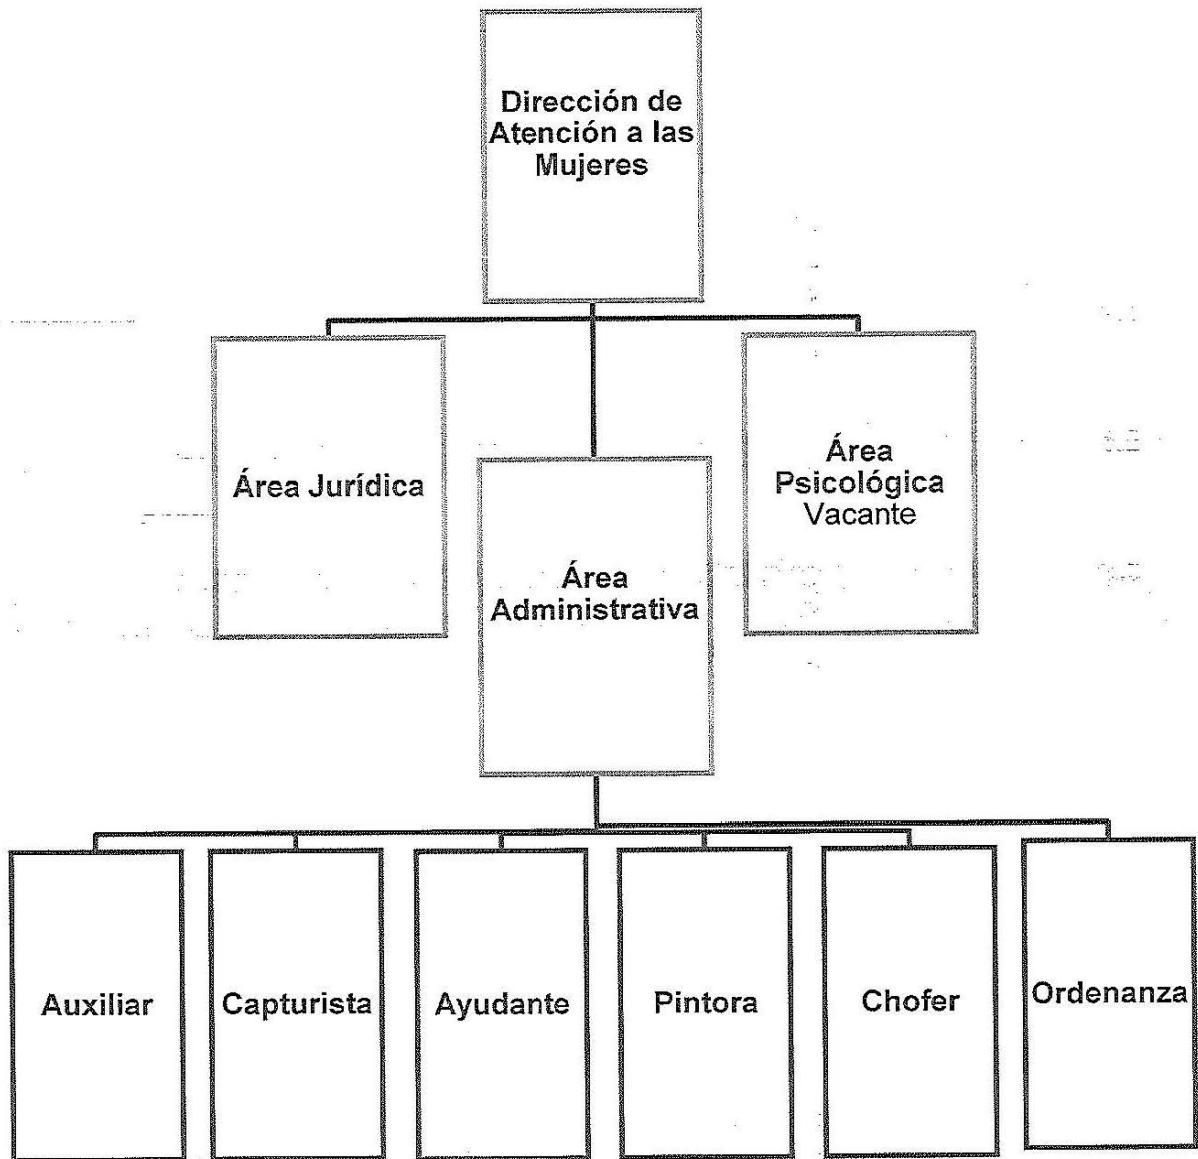 Dirección de
Atención a las
Mujeres
Área Jurídica
Área
Administrativa
Área
Psicológica
Vacante
Auxiliar
Capturista
Ayudante
Pintora
Chofer
Ordenanza